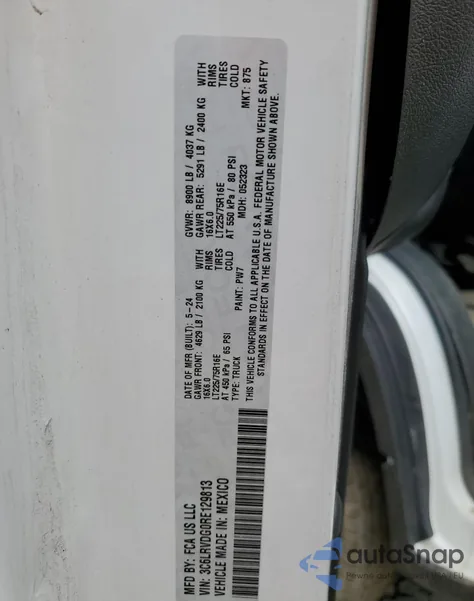 MFD BY: FCA US LLC
VIN: 3C6LRVDG0RE129813
VEHICLE MADE IN: MEXICO
DATE OF MFR (BUILT): 5-24
GVWR: 8900 LB / 4037 KG
GAWR FRONT: 4629 LB / 2100 KG WITH
GAWR REAR: 5291 LB / 2400 KG WITH
16X6.0 RIMS
16X6.0 RIMS
LT225/75R16E TIRES
LT225/75R16E TIRES
AT 450 kPa / 65 PSI COLD
AT 550 kPa / 80 PSI COLD
TYPE: TRUCK PAINT: PW7 MDH: 052323 MKT: 875
THIS VEHICLE CONFORMS TO ALL APPLICABLE U.S.A. FEDERAL MOTOR VEHICLE SAFETY
STANDARDS IN EFFECT ON THE DATE OF MANUFACTURE SHOWN ABOVE.
autoSnap